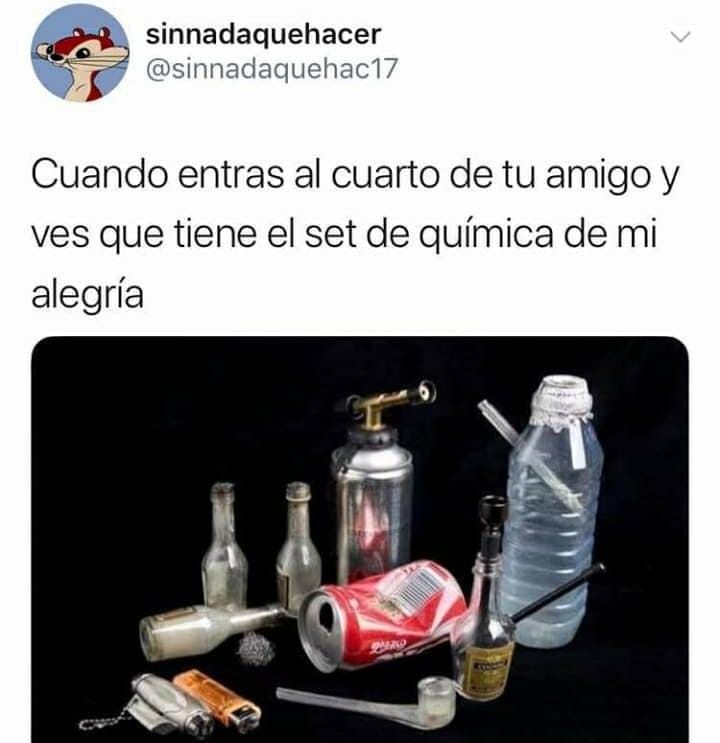 sinnadaquehacer
@sinnadaquehac17
Cuando entras al cuarto de tu amigo y
ves que tiene el set de química de mi
alegría